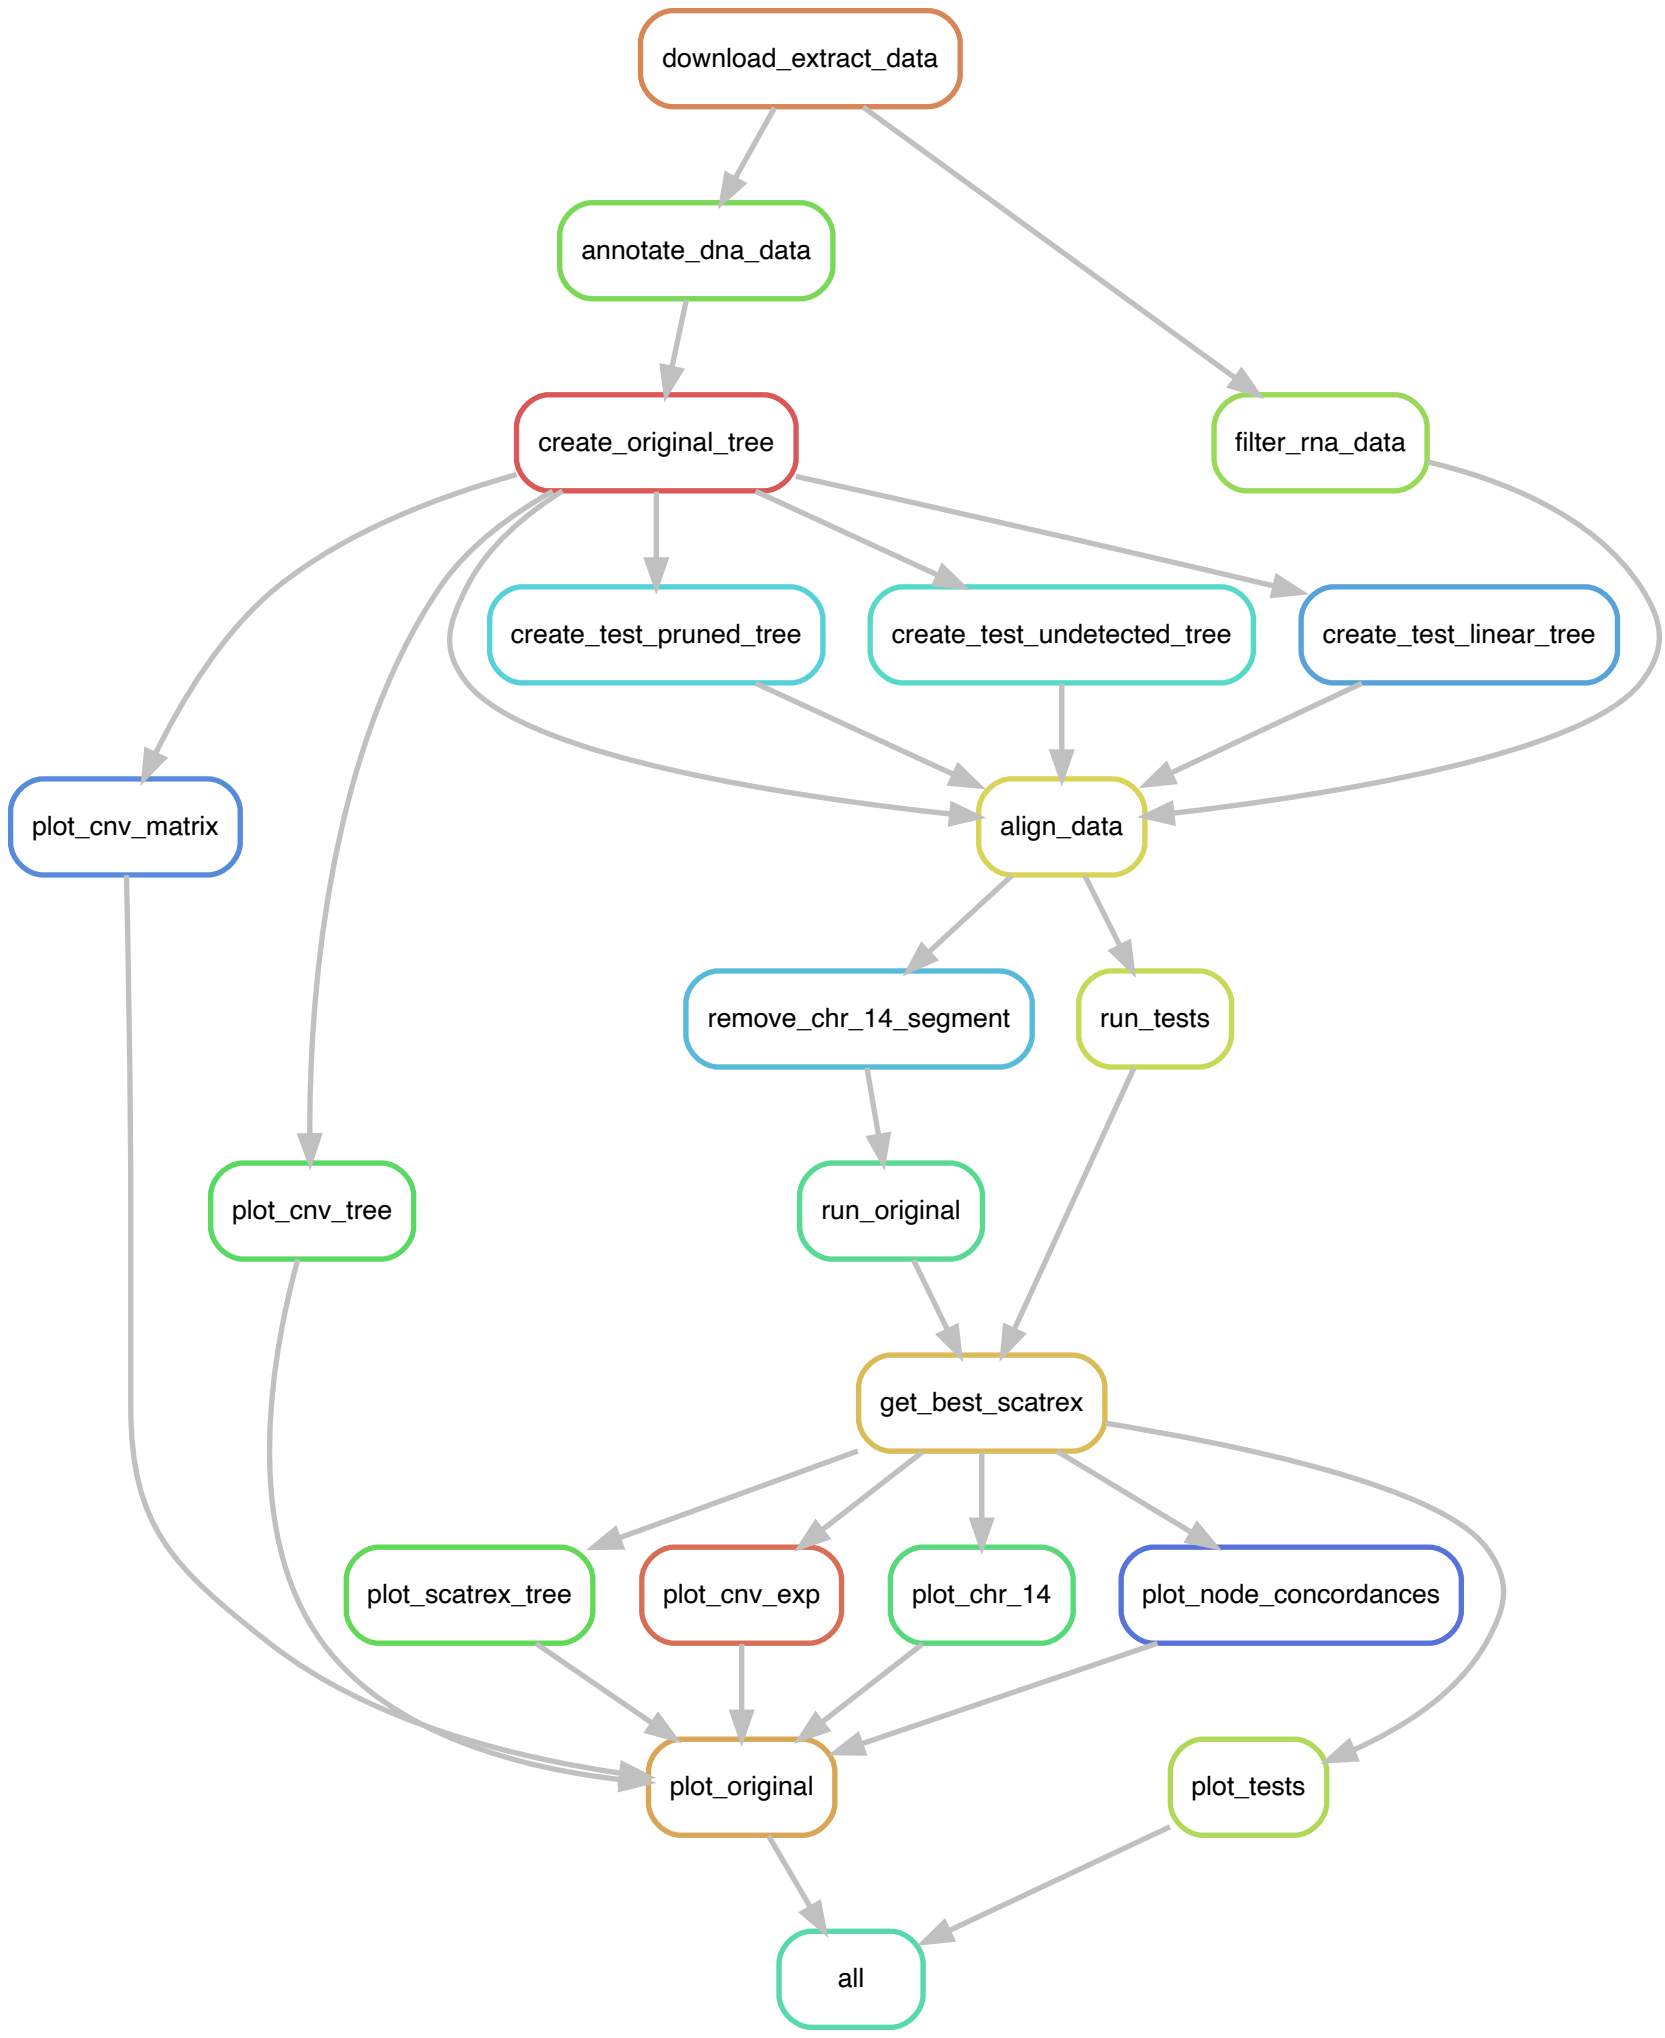 download_extract_data
annotate_dna_data
create_original_tree
filter_rna_data
create_test_pruned_tree
create_test_undetected_tree
create_test_linear_tree
plot_cnv_matrix
align_data
remove_chr_14_segment
run_tests
plot_cnv_tree
run_original
get_best_scatrex
plot_scatrex_tree
plot_cnv_exp
plot_chr_14
plot_node_concordances
plot_original
plot_tests
all